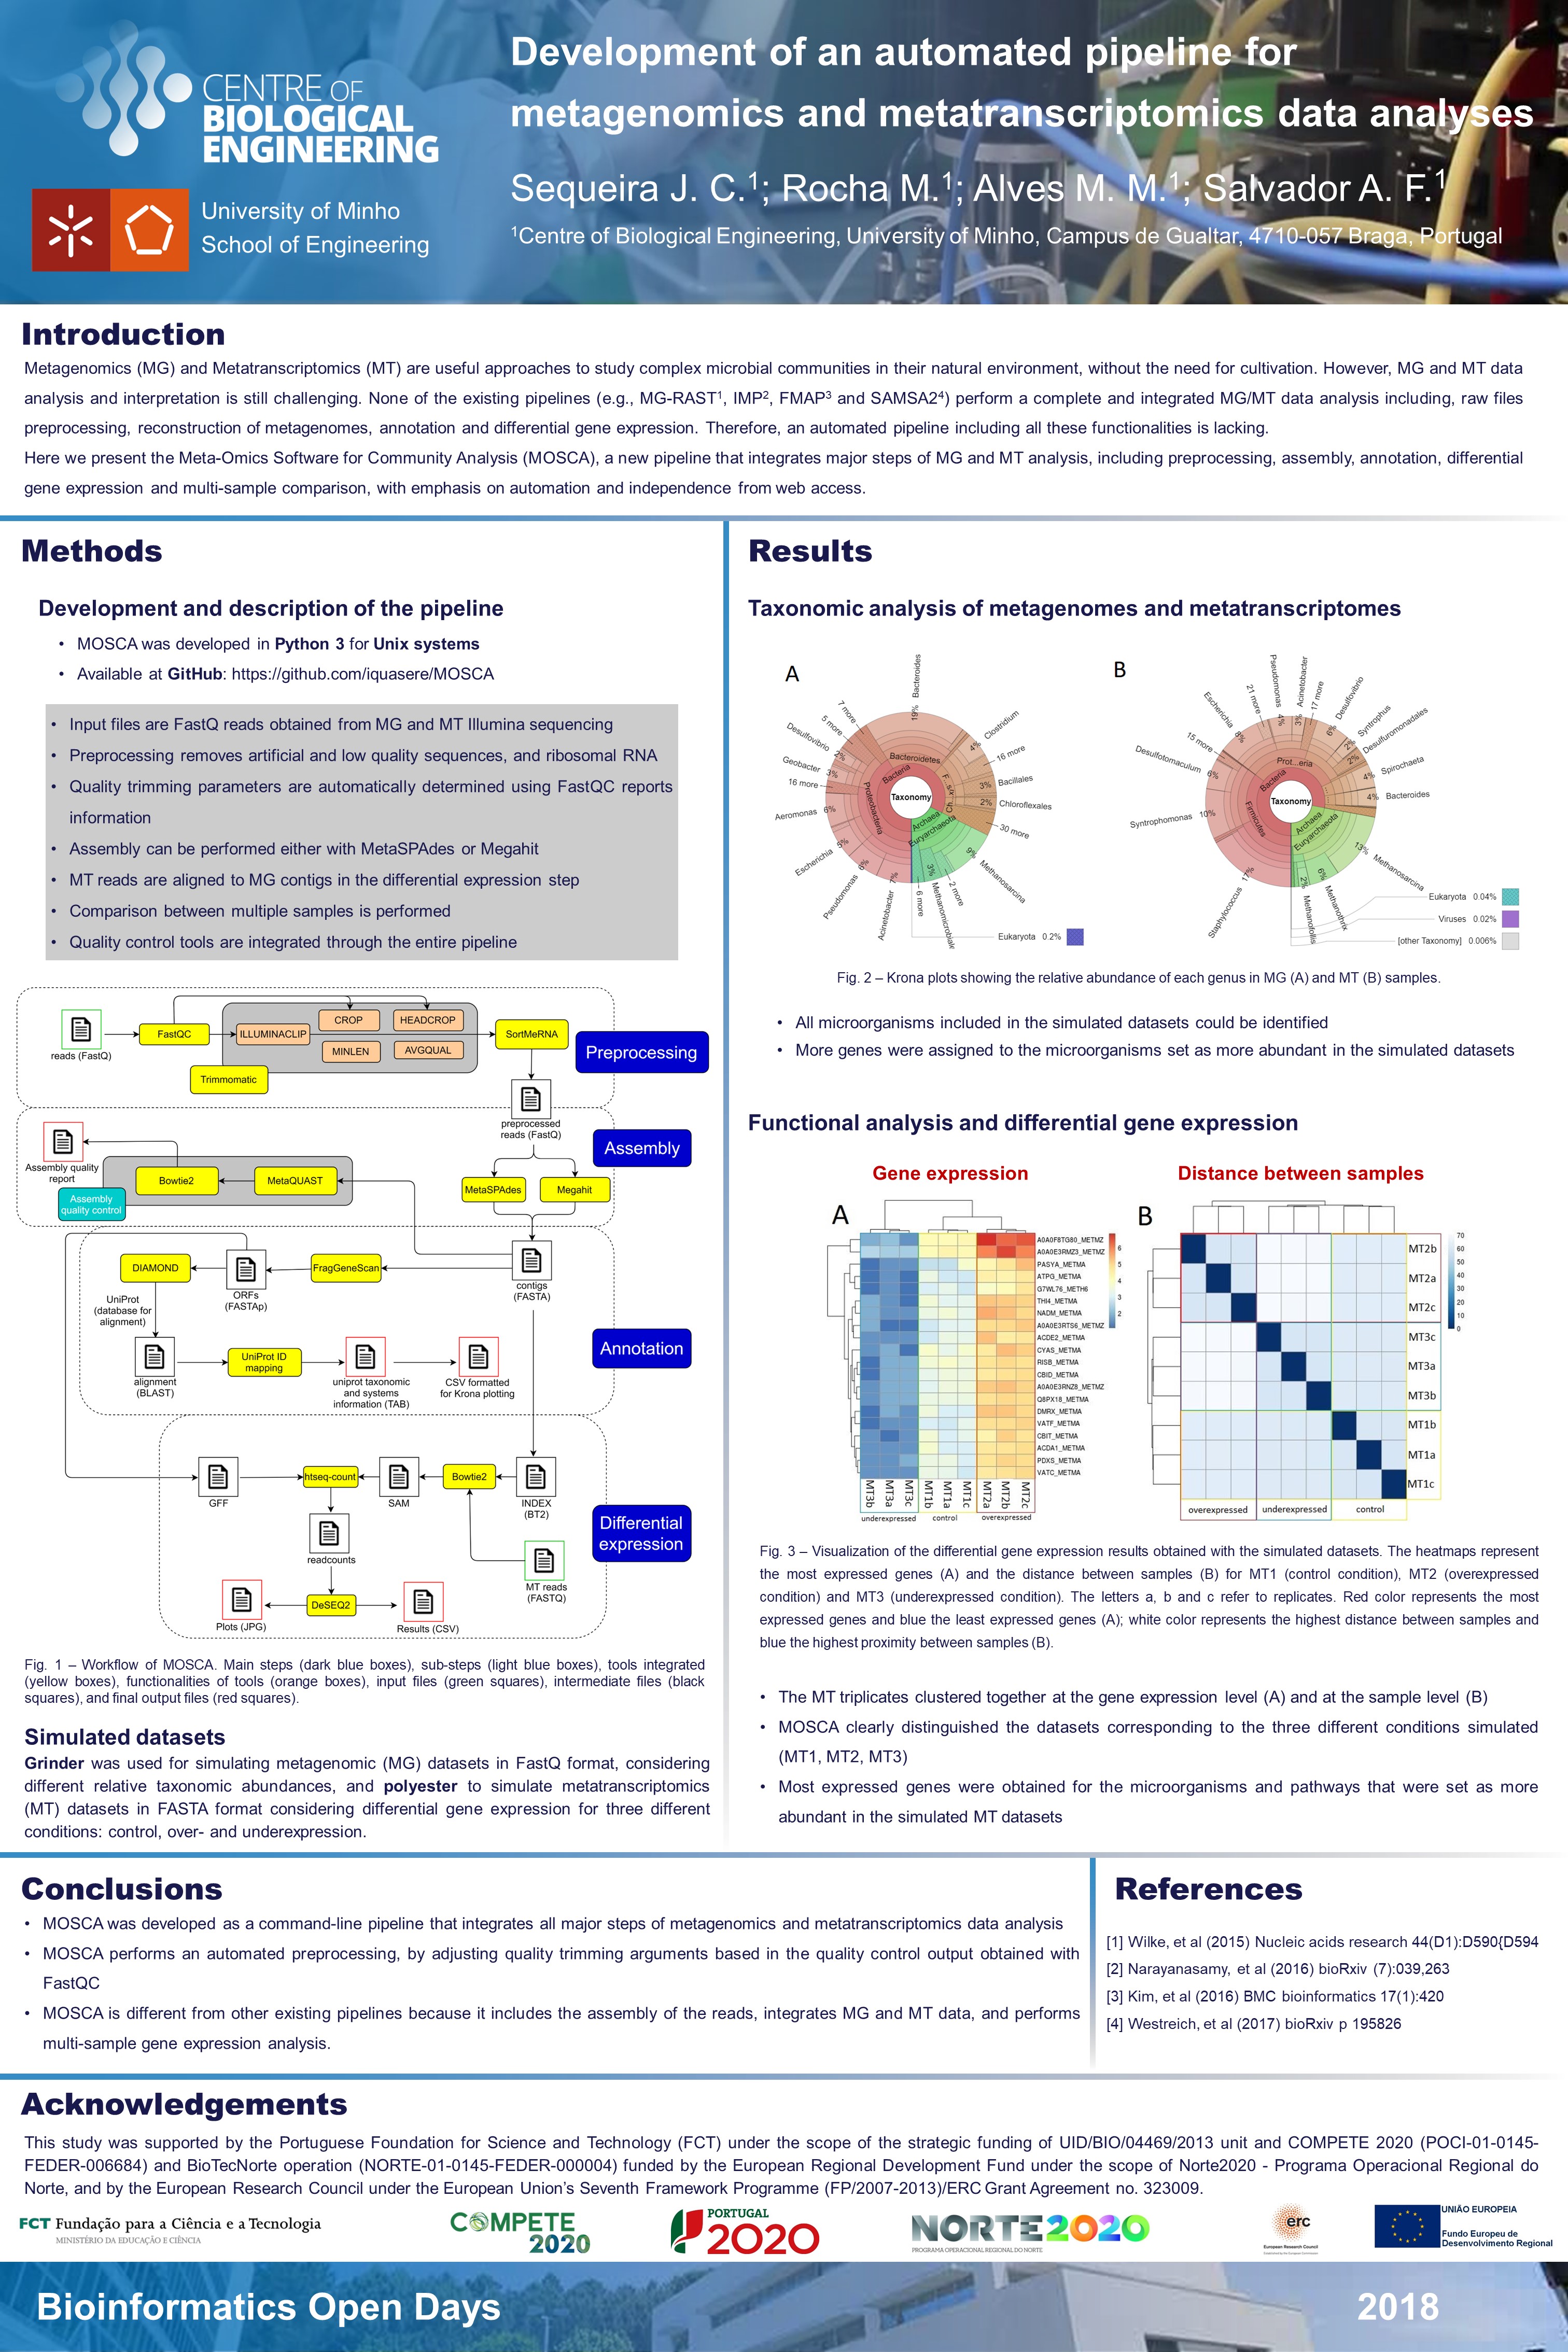 CENTRE OF
BIOLOGICAL
ENGINEERING
University of Minho
School of Engineering
Development of an automated pipeline for
metagenomics and metatranscriptomics data analyses
Sequeira J. C.¹; Rocha M.¹; Alves M. M.¹; Salvador A. F.¹
¹Centre of Biological Engineering, University of Minho, Campus de Gualtar, 4710-057 Braga, Portugal
Introduction
Metagenomics (MG) and Metatranscriptomics (MT) are useful approaches to study complex microbial communities in their natural environment, without the need for cultivation. However, MG and MT data
analysis and interpretation is still challenging. None of the existing pipelines (e.g., MG-RAST¹, IMP², FMAP³ and SAMSA2⁴) perform a complete and integrated MG/MT data analysis including, raw files
preprocessing, reconstruction of metagenomes, annotation and differential gene expression. Therefore, an automated pipeline including all these functionalities is lacking.
Here we present the Meta-Omics Software for Community Analysis (MOSCA), a new pipeline that integrates major steps of MG and MT analysis, including preprocessing, assembly, annotation, differential
gene expression and multi-sample comparison, with emphasis on automation and independence from web access.
Methods
Development and description of the pipeline
• MOSCA was developed in Python 3 for Unix systems
• Available at GitHub: https://github.com/iquasere/MOSCA
• Input files are FastQ reads obtained from MG and MT Illumina sequencing
• Preprocessing removes artificial and low quality sequences, and ribosomal RNA
• Quality trimming parameters are automatically determined using FastQC reports
information
• Assembly can be performed either with MetaSPAdes or Megahit
• MT reads are aligned to MG contigs in the differential expression step
• Comparison between multiple samples is performed
• Quality control tools are integrated through the entire pipeline
reads (FastQ)
FastQC
ILLUMINACLIP
CROP
HEADCROP
MINLEN
AVGQUAL
Trimmomatic
SortMeRNA
Preprocessing
preprocessed
reads (FastQ)
Assembly
Assembly quality
report
Assembly
quality control
Bowtie2
MetaQUAST
MetaSPAdes
Megahit
DIAMOND
ORFs
(FASTAp)
FragGeneScan
contigs
(FASTA)
UniProt
(database for
alignment)
alignment
(BLAST)
UniProt ID
mapping
uniprot taxonomic
and systems
information (TAB)
CSV formatted
for Krona plotting
Annotation
GFF
htseq-count
SAM
Bowtie2
INDEX
(BT2)
readcounts
Differential
expression
MT reads
(FASTQ)
Plots (JPG)
DeSEQ2
Results (CSV)
Fig. 1 – Workflow of MOSCA. Main steps (dark blue boxes), sub-steps (light blue boxes), tools integrated
(yellow boxes), functionalities of tools (orange boxes), input files (green squares), intermediate files (black
squares), and final output files (red squares).
Simulated datasets
Grinder was used for simulating metagenomic (MG) datasets in FastQ format, considering
different relative taxonomic abundances, and polyester to simulate metatranscriptomics
(MT) datasets in FASTA format considering differential gene expression for three different
conditions: control, over- and underexpression.
Results
Taxonomic analysis of metagenomes and metatranscriptomes
A
Taxonomy
Bacteria
Bacteroidetes
Proteobacteria
Archaea
Euryarchaeota
19% Bacteroides
4% Clostridium
16 more
3% Bacillales
2% Chloroflexales
30 more
9% Methanosarcina
2 more
3%
6 more
7% Acinetobacter
6% Pseudomonas
5% Escherichia
Aeromonas 6%
16 more
Geobacter 3%
Desulfovibrio 2%
5 more
7 more
Eukaryota 0.2%
B
Taxonomy
Bacteria
Prot...eria
Firmicutes
Archaea
Euryarchaeota
Pseudomonas 4%
Acinetobacter 3%
17 more
Desulfovibrio 6%
Syntrophus 2%
Desulfuromonadales 2%
Spirochaeta 4%
Bacteroides 4%
Methanosarcina 13%
Methanothrix 6%
Methanofollis 2%
Staphylococcus 17%
Syntrophomonas 10%
Desulfotomaculum 6%
15 more
Escherichia 8%
21 more
Eukaryota 0.04%
Viruses 0.02%
[other Taxonomy] 0.006%
Fig. 2 – Krona plots showing the relative abundance of each genus in MG (A) and MT (B) samples.
• All microorganisms included in the simulated datasets could be identified
• More genes were assigned to the microorganisms set as more abundant in the simulated datasets
Functional analysis and differential gene expression
Gene expression
A
A0A0F8TG80_METMZ
A0A0E3RMZ3_METMZ
PASYA_METMA
ATPG_METMA
G7WL76_METH6
THI4_METMA
NADM_METMA
A0A0E3RTS6_METMZ
ACDE2_METMA
CYAS_METMA
RISB_METMA
CBID_METMA
A0A0E3RNZ8_METMZ
Q8PX18_METMA
DMRX_METMA
VATF_METMA
CBIT_METMA
ACDA1_METMA
PDXS_METMA
VATC_METMA
6
5
4
3
2
MT3b MT3a MT3c MT1b MT1a MT1c MT2a MT2b MT2c
underexpressed control overexpressed
Distance between samples
B
MT2b
MT2a
MT2c
MT3c
MT3a
MT3b
MT1b
MT1a
MT1c
70
60
50
40
30
20
10
0
overexpressed underexpressed control
Fig. 3 – Visualization of the differential gene expression results obtained with the simulated datasets. The heatmaps represent
the most expressed genes (A) and the distance between samples (B) for MT1 (control condition), MT2 (overexpressed
condition) and MT3 (underexpressed condition). The letters a, b and c refer to replicates. Red color represents the most
expressed genes and blue the least expressed genes (A); white color represents the highest distance between samples and
blue the highest proximity between samples (B).
• The MT triplicates clustered together at the gene expression level (A) and at the sample level (B)
• MOSCA clearly distinguished the datasets corresponding to the three different conditions simulated
(MT1, MT2, MT3)
• Most expressed genes were obtained for the microorganisms and pathways that were set as more
abundant in the simulated MT datasets
Conclusions
• MOSCA was developed as a command-line pipeline that integrates all major steps of metagenomics and metatranscriptomics data analysis
• MOSCA performs an automated preprocessing, by adjusting quality trimming arguments based in the quality control output obtained with
FastQC
• MOSCA is different from other existing pipelines because it includes the assembly of the reads, integrates MG and MT data, and performs
multi-sample gene expression analysis.
References
[1] Wilke, et al (2015) Nucleic acids research 44(D1):D590{D594
[2] Narayanasamy, et al (2016) bioRxiv (7):039,263
[3] Kim, et al (2016) BMC bioinformatics 17(1):420
[4] Westreich, et al (2017) bioRxiv p 195826
Acknowledgements
This study was supported by the Portuguese Foundation for Science and Technology (FCT) under the scope of the strategic funding of UID/BIO/04469/2013 unit and COMPETE 2020 (POCI-01-0145-
FEDER-006684) and BioTecNorte operation (NORTE-01-0145-FEDER-000004) funded by the European Regional Development Fund under the scope of Norte2020 - Programa Operacional Regional do
Norte, and by the European Research Council under the European Union's Seventh Framework Programme (FP/2007-2013)/ERC Grant Agreement no. 323009.
FCT Fundação para a Ciência e a Tecnologia
MINISTÉRIO DA EDUCAÇÃO E CIÊNCIA
COMPETE
2020
PORTUGAL
2020
NORTE2020
PROGRAMA OPERACIONAL REGIONAL DO NORTE
erc
European Research Council
UNIÃO EUROPEIA
Fundo Europeu de
Desenvolvimento Regional
Bioinformatics Open Days
2018